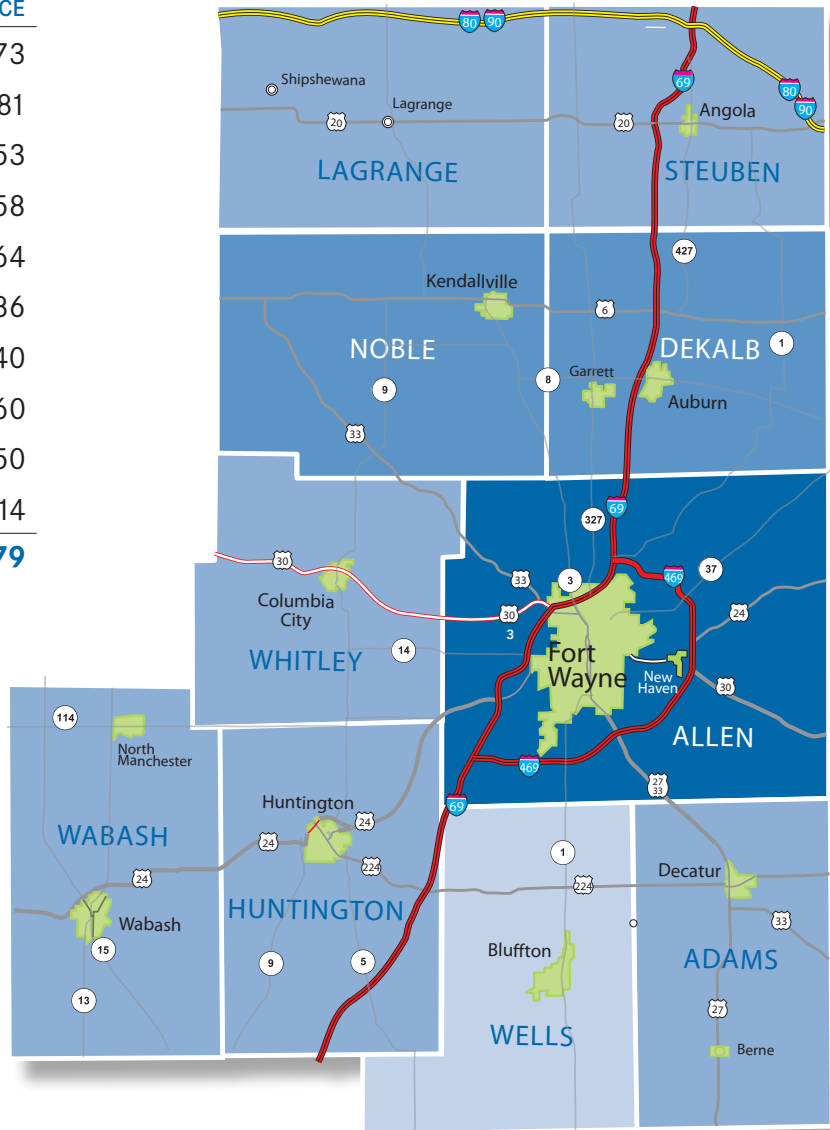 CE
73
81
53
58
64
36
40
60
50
14
79
80 90
Shipshewana
69
80
90
Lagrange
Angola
20
20
LAGRANGE
STEUBEN
427
Kendallville
6
NOBLE
DEKALB
1
Garrett
8
9
Auburn
33
69
327
30
33
3
469
37
Columbia
City
30
24
3
14
Fort
Wayne
WHITLEY
New
Haven
30
114
ALLEN
North
Manchester
469
27
33
Huntington
69
24
WABASH
24
1
224
Decatur
24
224
HUNTINGTON
Wabash
33
15
Bluffton
9
5
ADAMS
13
27
WELLS
Berne